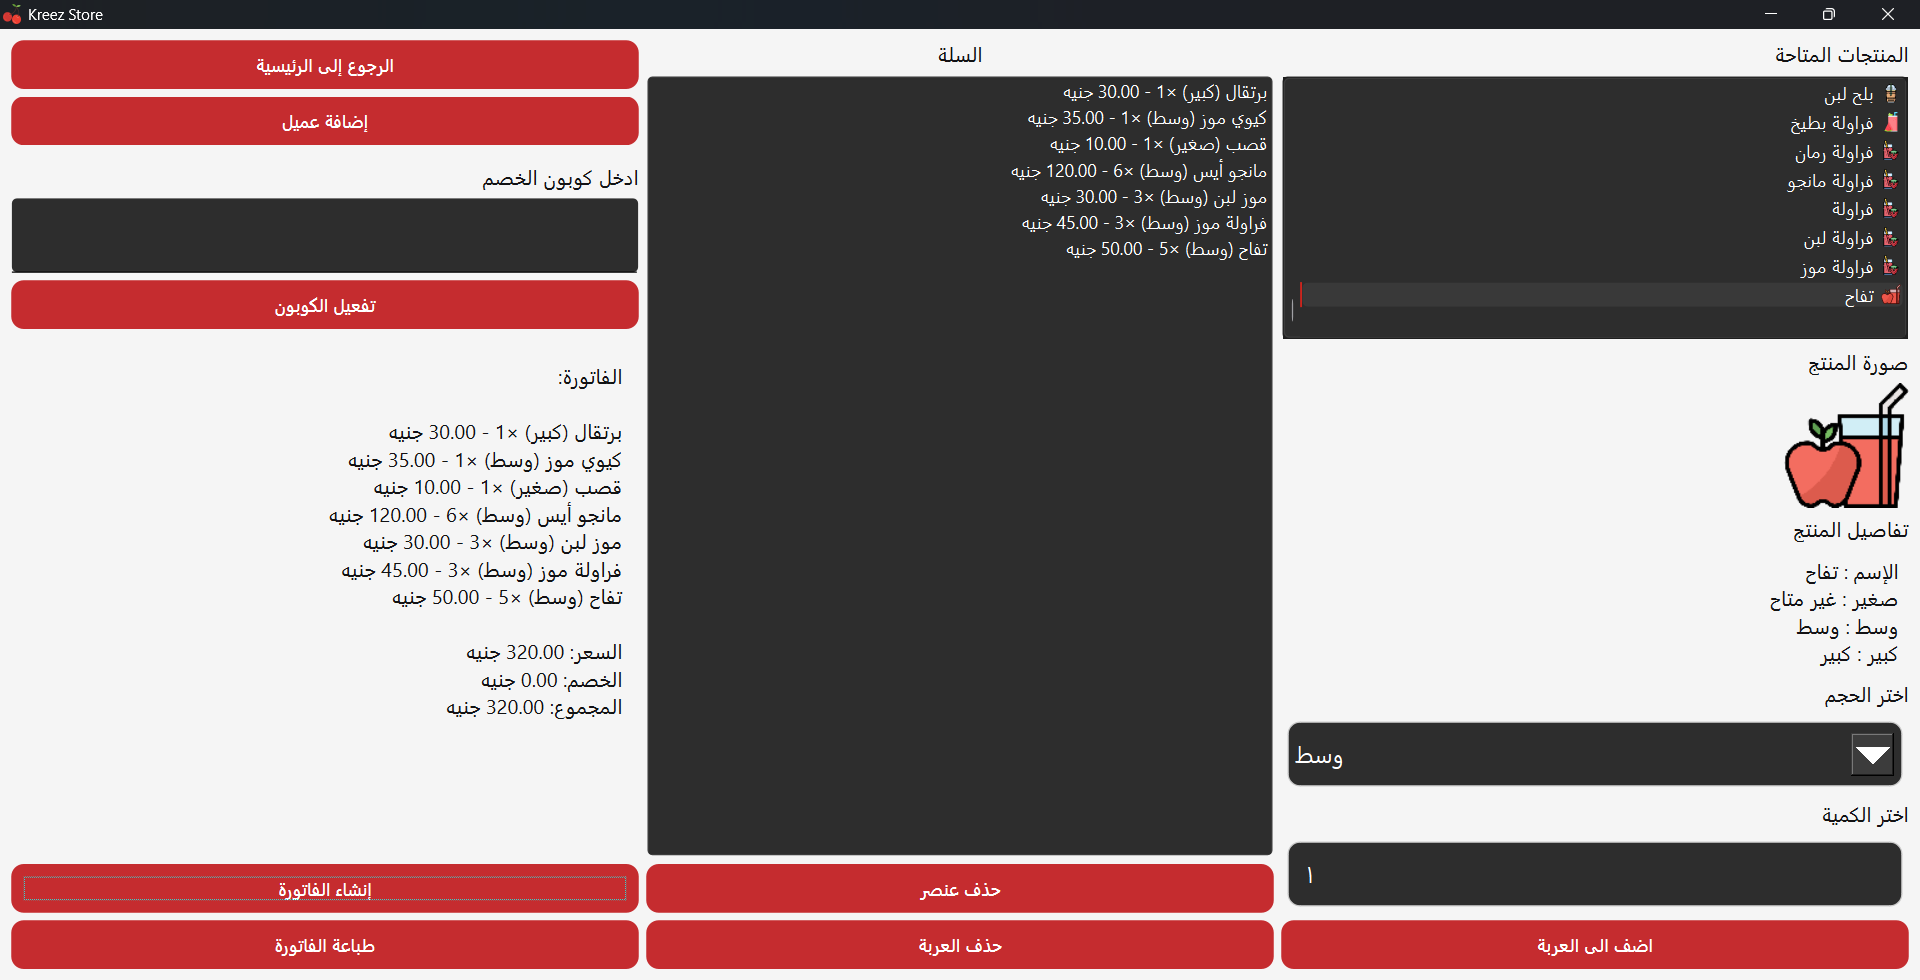 Kreez Store
المنتجات المتاحة
بلح لبن
فراولة بطيخ
فراولة رمان
فراولة مانجو
فراولة
فراولة لبن
فراولة موز
تفاح
صورة المنتج
تفاصيل المنتج
الإسم : تفاح
صغير : غير متاح
وسط : وسط
كبير : كبير
اختر الحجم
وسط
اختر الكمية
١
اضف الى العربة
السلة
برتقال (كبير) ×1 - 30.00 جنيه
كيوي موز (وسط) ×1 - 35.00 جنيه
قصب (صغير) ×1 - 10.00 جنيه
مانجو أيس (وسط) ×6 - 120.00 جنيه
موز لبن (وسط) ×3 - 30.00 جنيه
فراولة موز (وسط) ×3 - 45.00 جنيه
تفاح (وسط) ×5 - 50.00 جنيه
حذف عنصر
حذف العربة
الرجوع إلى الرئيسية
إضافة عميل
ادخل كوبون الخصم
تفعيل الكوبون
الفاتورة:
برتقال (كبير) ×1 - 30.00 جنيه
كيوي موز (وسط) ×1 - 35.00 جنيه
قصب (صغير) ×1 - 10.00 جنيه
مانجو أيس (وسط) ×6 - 120.00 جنيه
موز لبن (وسط) ×3 - 30.00 جنيه
فراولة موز (وسط) ×3 - 45.00 جنيه
تفاح (وسط) ×5 - 50.00 جنيه
السعر: 320.00 جنيه
الخصم: 0.00 جنيه
المجموع: 320.00 جنيه
إنشاء الفاتورة
طباعة الفاتورة